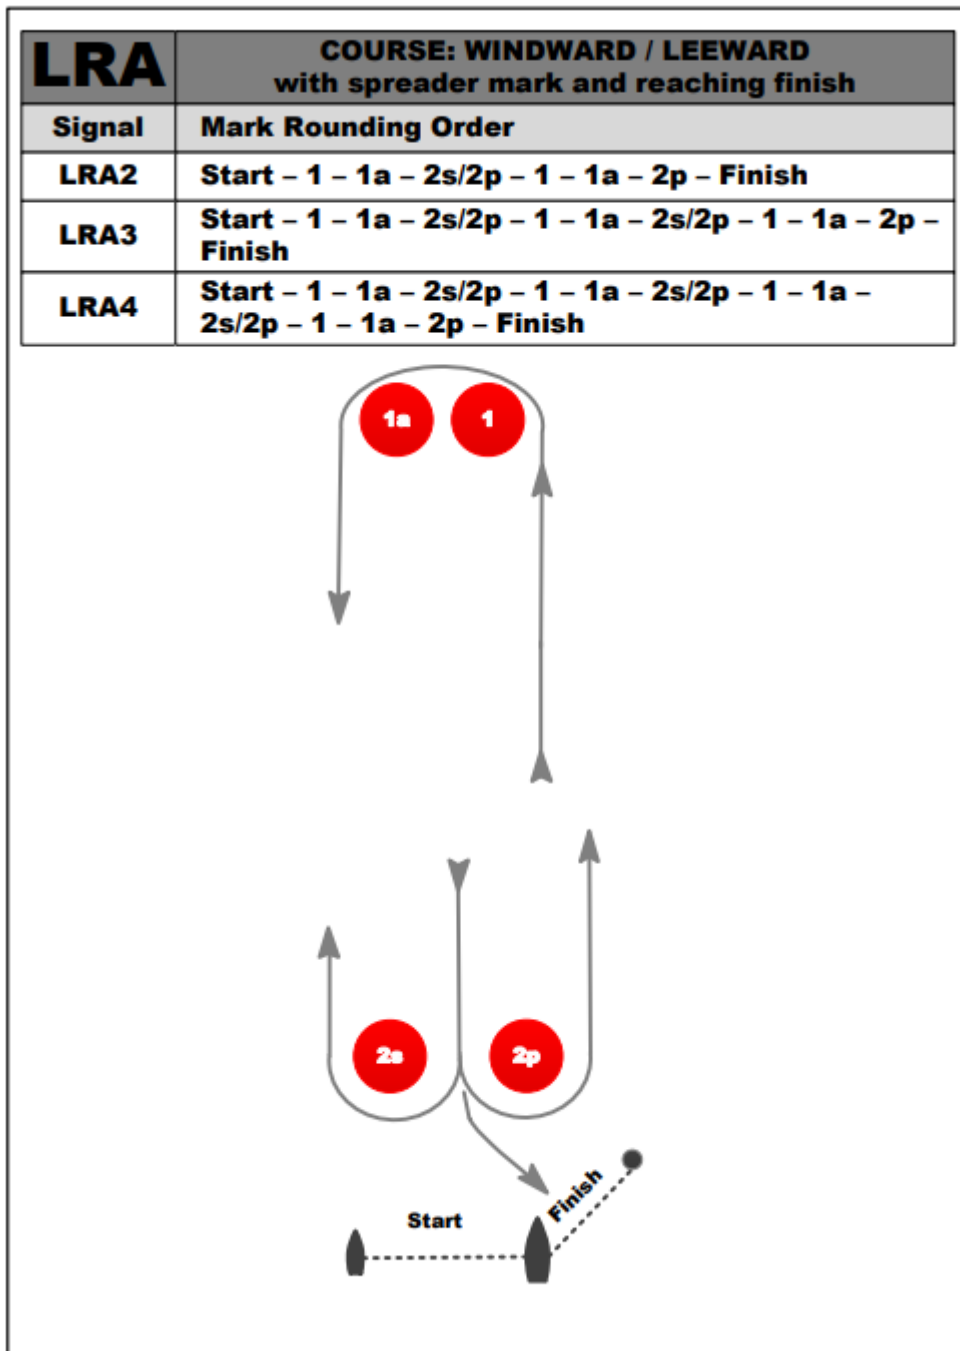 LRA
COURSE: WINDWARD / LEEWARD
with spreader mark and reaching finish
Signal
Mark Rounding Order
LRA2
Start – 1 – 1a – 2s/2p – 1 – 1a – 2p – Finish
LRA3
Start – 1 – 1a – 2s/2p – 1 – 1a – 2s/2p – 1 – 1a – 2p –
Finish
LRA4
Start – 1 – 1a – 2s/2p – 1 – 1a – 2s/2p – 1 – 1a –
2s/2p – 1 – 1a – 2p – Finish
1a
1
2s
2p
Finish
Start